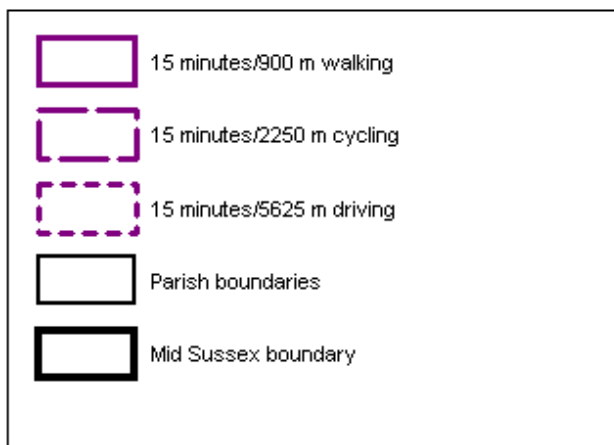 15 minutes/900 m walking
15 minutes/2250 m cycling
15 minutes/5625 m driving
Parish boundaries
Mid Sussex boundary